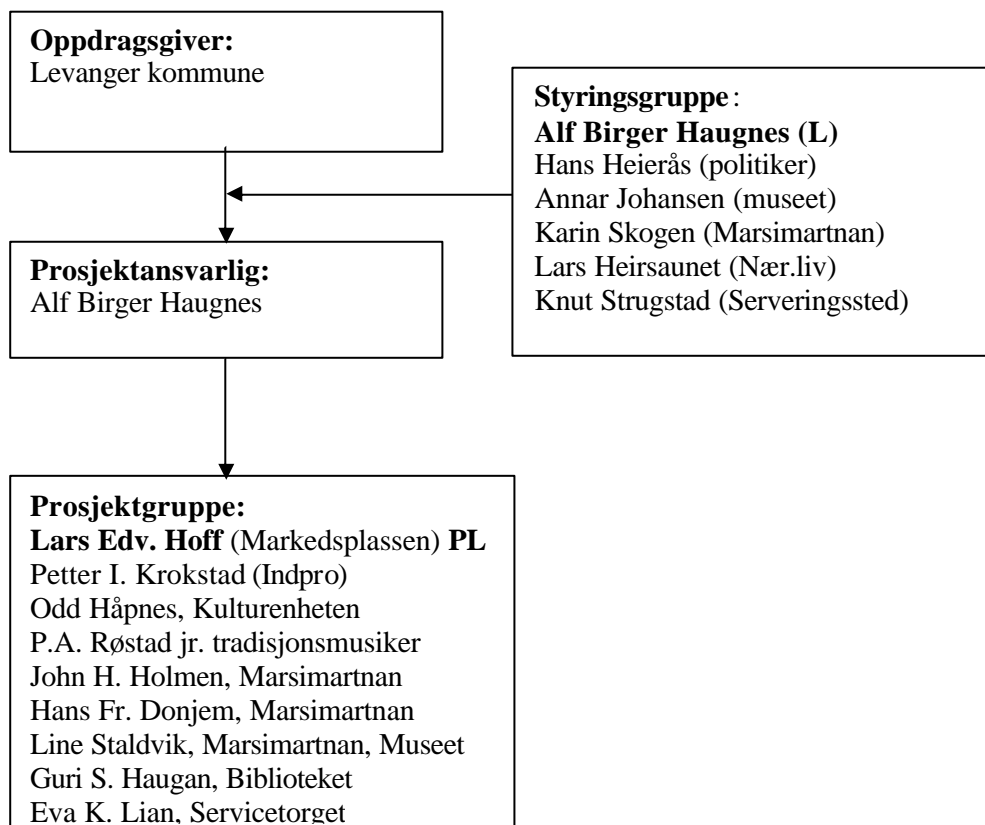 Oppdragsgiver:
Levanger kommune
Styringsgruppe:
Alf Birger Haugnes (L)
Hans Heierås (politiker)
Annar Johansen (museet)
Karin Skogen (Marsimartnan)
Lars Heirsaunet (Nær.liv)
Knut Strugstad (Serveringssted)
Prosjektansvarlig:
Alf Birger Haugnes
Prosjektgruppe:
Lars Edv. Hoff (Markedsplassen) PL
Petter I. Krokstad (Indpro)
Odd Håpnes, Kulturenheten
P.A. Røstad jr. tradisjonsmusiker
John H. Holmen, Marsimartnan
Hans Fr. Donjem, Marsimartnan
Line Staldvik, Marsimartnan, Museet
Guri S. Haugan, Biblioteket
Eva K. Lian, Servicetorget